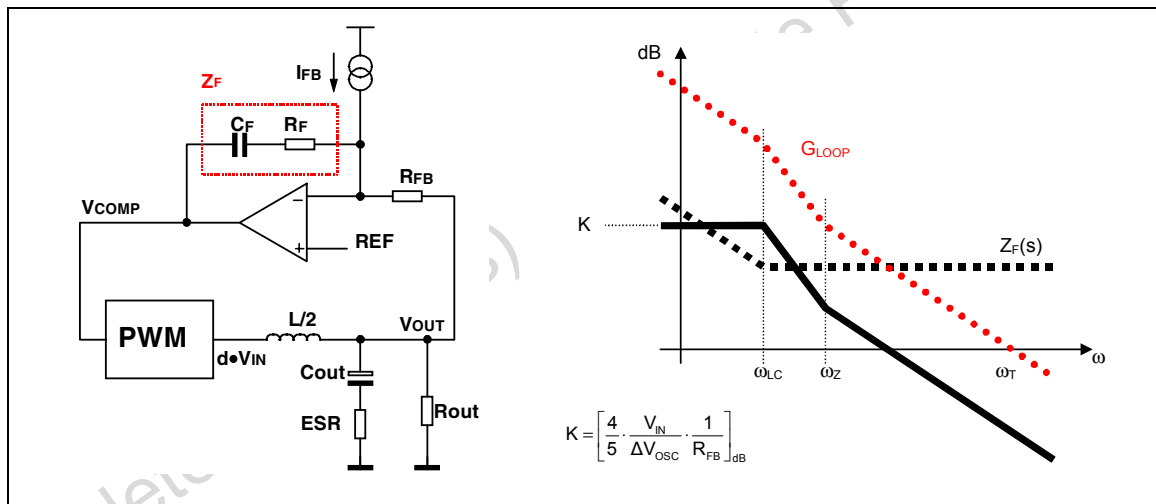 IFB
ZF
CF
RF
RFB
VCOMP
−
+
REF
PWM
L/2
d•VIN
VOUT
Cout
ESR
Rout
dB
GLOOP
K
ZF(s)
ωLC
ωZ
ωT
ω
K = [4/5 · VIN/ΔVOSC · 1/RFB]dB